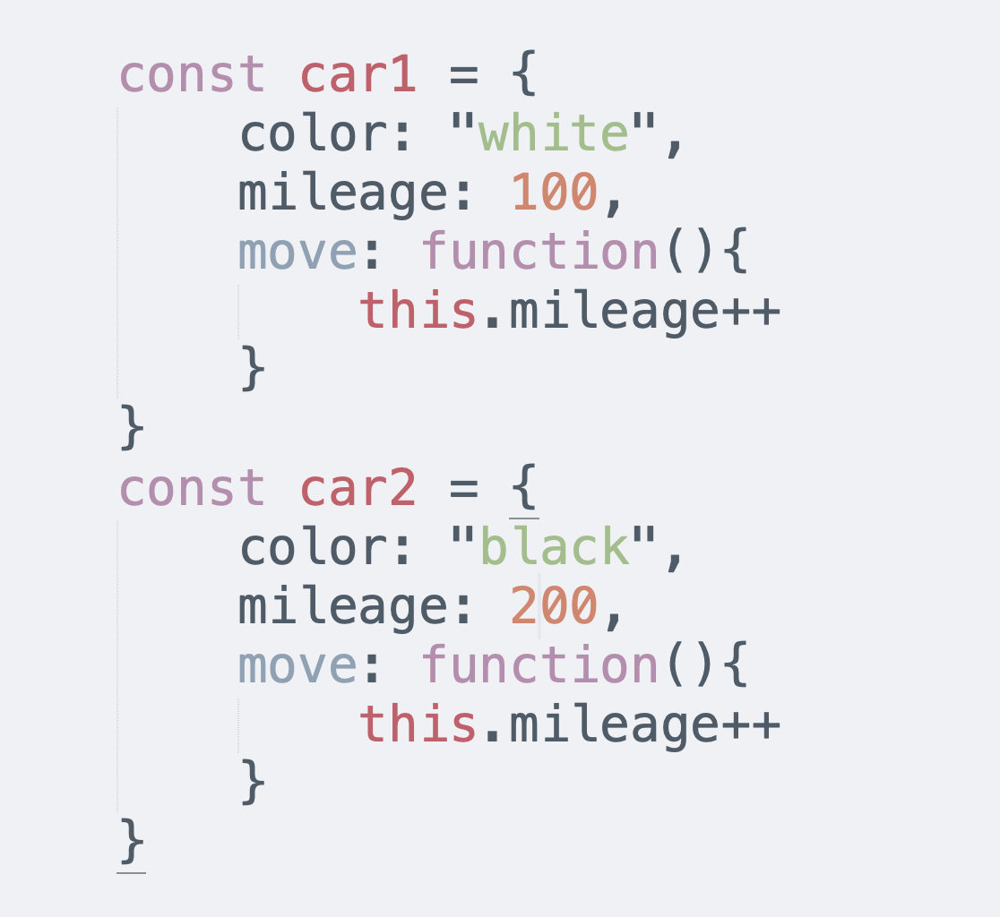 const car1 = {
    color: "white",
    mileage: 100,
    move: function(){
        this.mileage++
    }
}
const car2 = {
    color: "black",
    mileage: 200,
    move: function(){
        this.mileage++
    }
}